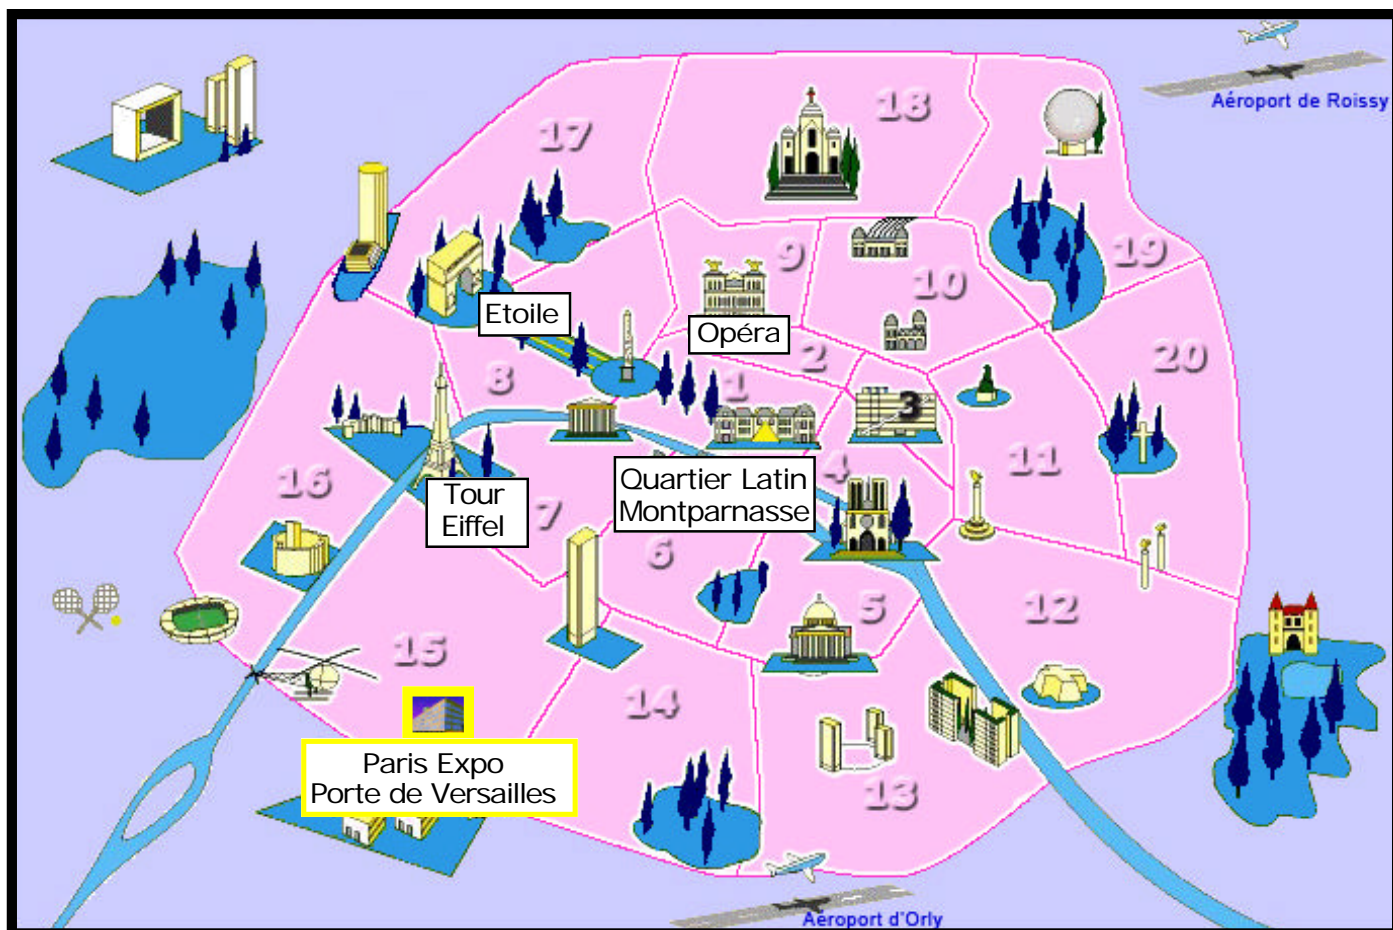 Aéroport de Roissy
18
17
9
19
10
Etoile
Opéra
2
20
8
1
3
16
Tour
Eiffel
7
Quartier Latin
Montparnasse
4
11
6
5
12
15
14
Paris Expo
Porte de Versailles
13
Aéroport d'Orly